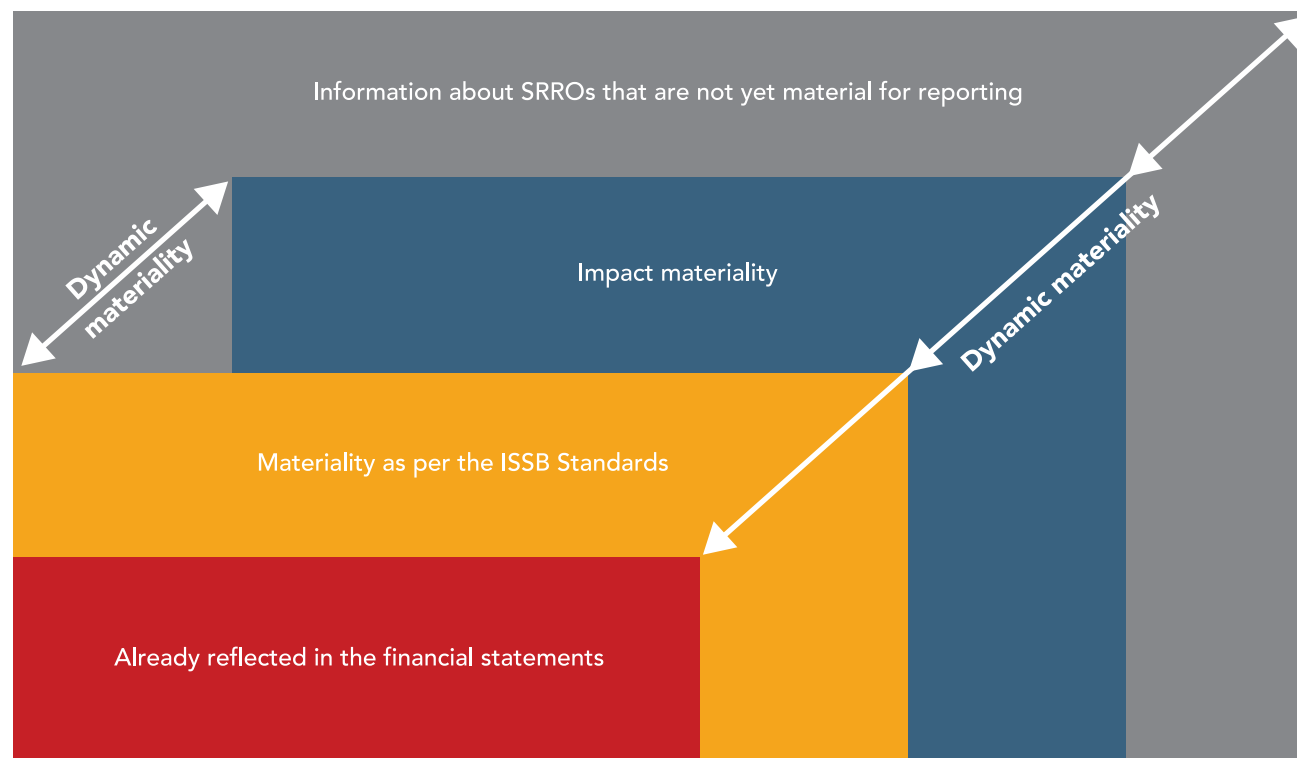 Information about SRROs that are not yet material for reporting
Dynamic
materiality
Impact materiality
Dynamic materiality
Materiality as per the ISSB Standards
Already reflected in the financial statements